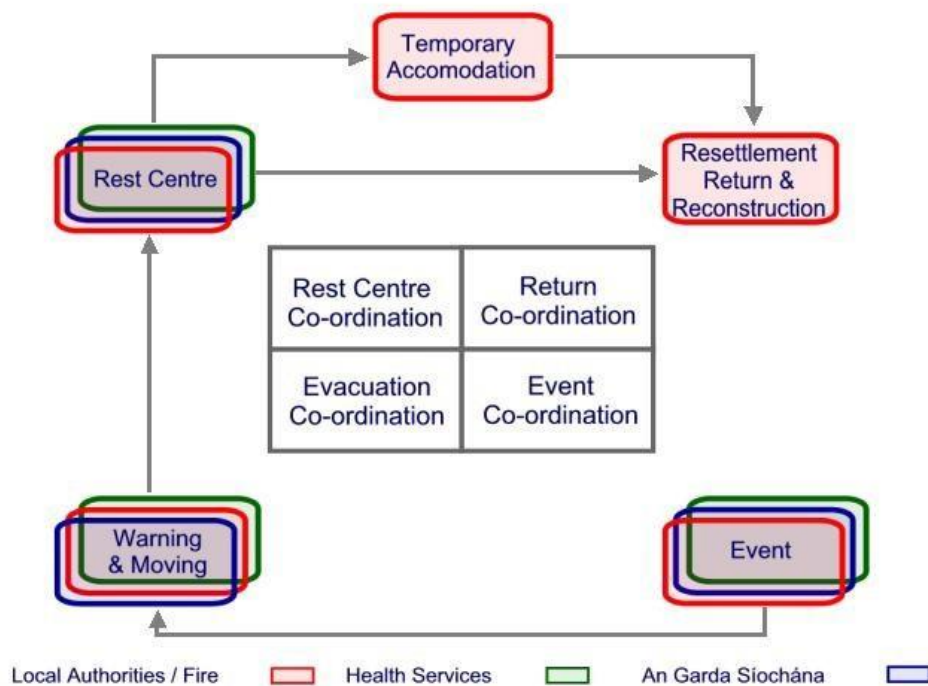 Temporary
Accomodation
Rest Centre
Resettlement
Return &
Reconstruction
Rest Centre
Co-ordination
Return
Co-ordination
Evacuation
Co-ordination
Event
Co-ordination
Warning
& Moving
Event
Local Authorities / Fire
Health Services
An Garda Síochána